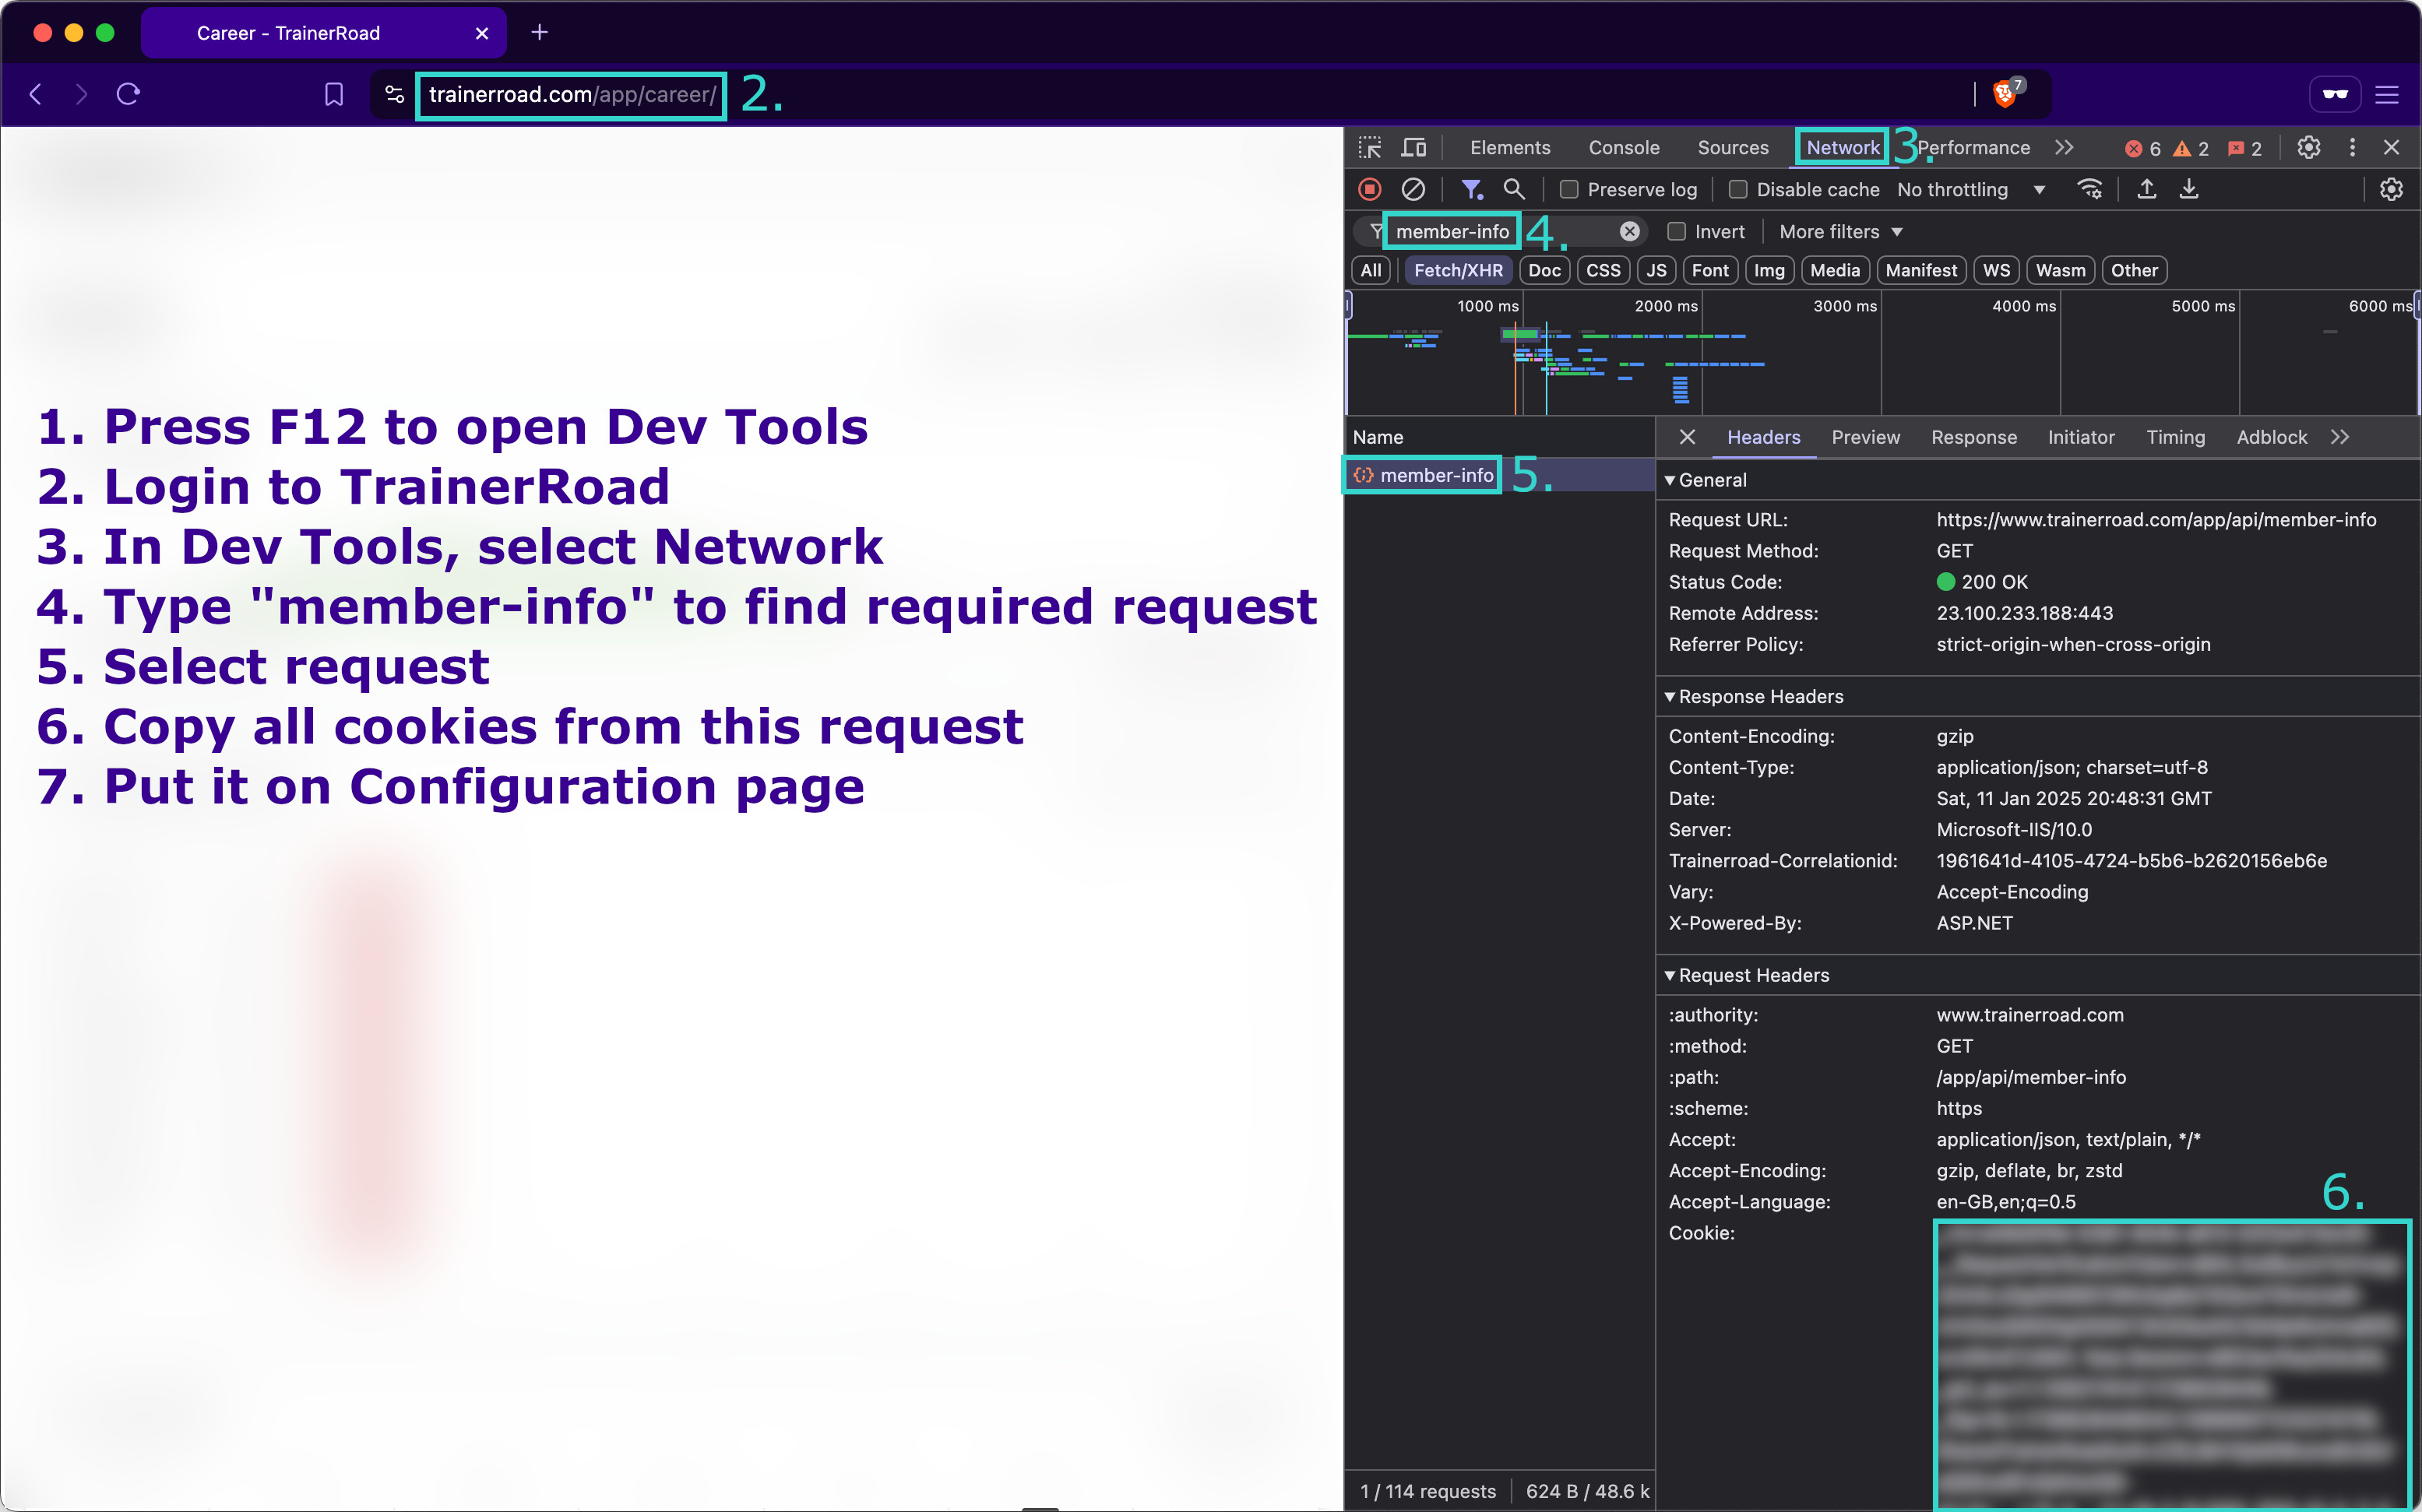 Career - TrainerRoad
trainerroad.com/app/career/ 2.
7
Elements Console Sources Network 3. Performance 6 2 2
Preserve log Disable cache No throttling
member-info 4. Invert More filters
All Fetch/XHR Doc CSS JS Font Img Media Manifest WS Wasm Other
1000 ms 2000 ms 3000 ms 4000 ms 5000 ms 6000 ms
1. Press F12 to open Dev Tools
2. Login to TrainerRoad
3. In Dev Tools, select Network
4. Type "member-info" to find required request
5. Select request
6. Copy all cookies from this request
7. Put it on Configuration page
Name
member-info 5.
1 / 114 requests 624 B / 48.6 k
Headers Preview Response Initiator Timing Adblock
General
Request URL: https://www.trainerroad.com/app/api/member-info
Request Method: GET
Status Code: 200 OK
Remote Address: 23.100.233.188:443
Referrer Policy: strict-origin-when-cross-origin
Response Headers
Content-Encoding: gzip
Content-Type: application/json; charset=utf-8
Date: Sat, 11 Jan 2025 20:48:31 GMT
Server: Microsoft-IIS/10.0
Trainerroad-Correlationid: 1961641d-4105-4724-b5b6-b2620156eb6e
Vary: Accept-Encoding
X-Powered-By: ASP.NET
Request Headers
:authority: www.trainerroad.com
:method: GET
:path: /app/api/member-info
:scheme: https
Accept: application/json, text/plain, */*
Accept-Encoding: gzip, deflate, br, zstd
Accept-Language: en-GB,en;q=0.5
6.
Cookie: